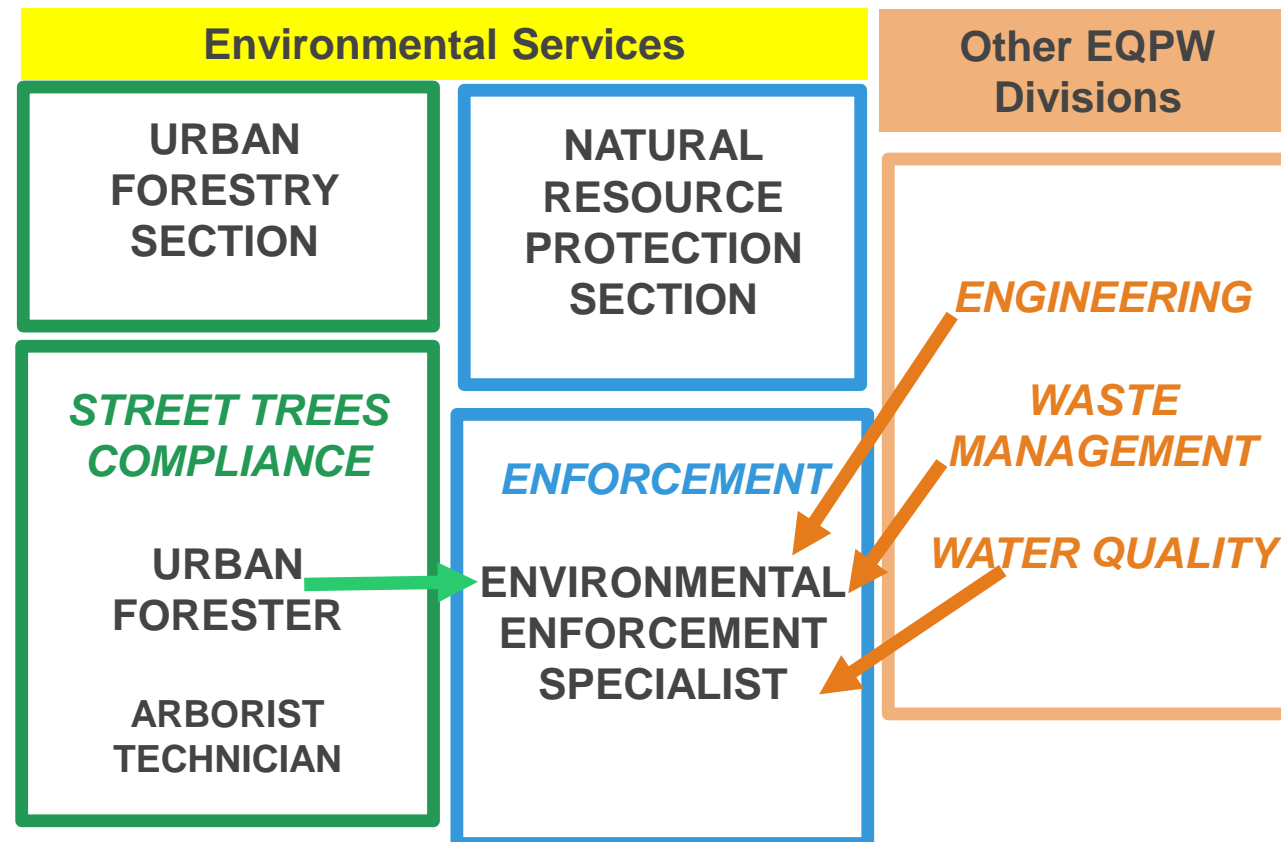 Environmental Services
Other EQPW
Divisions
URBAN
FORESTRY
SECTION
NATURAL
RESOURCE
PROTECTION
SECTION
STREET TREES
COMPLIANCE
URBAN
FORESTER
ARBORIST
TECHNICIAN
ENFORCEMENT
ENVIRONMENTAL
ENFORCEMENT
SPECIALIST
ENGINEERING
WASTE
MANAGEMENT
WATER QUALITY